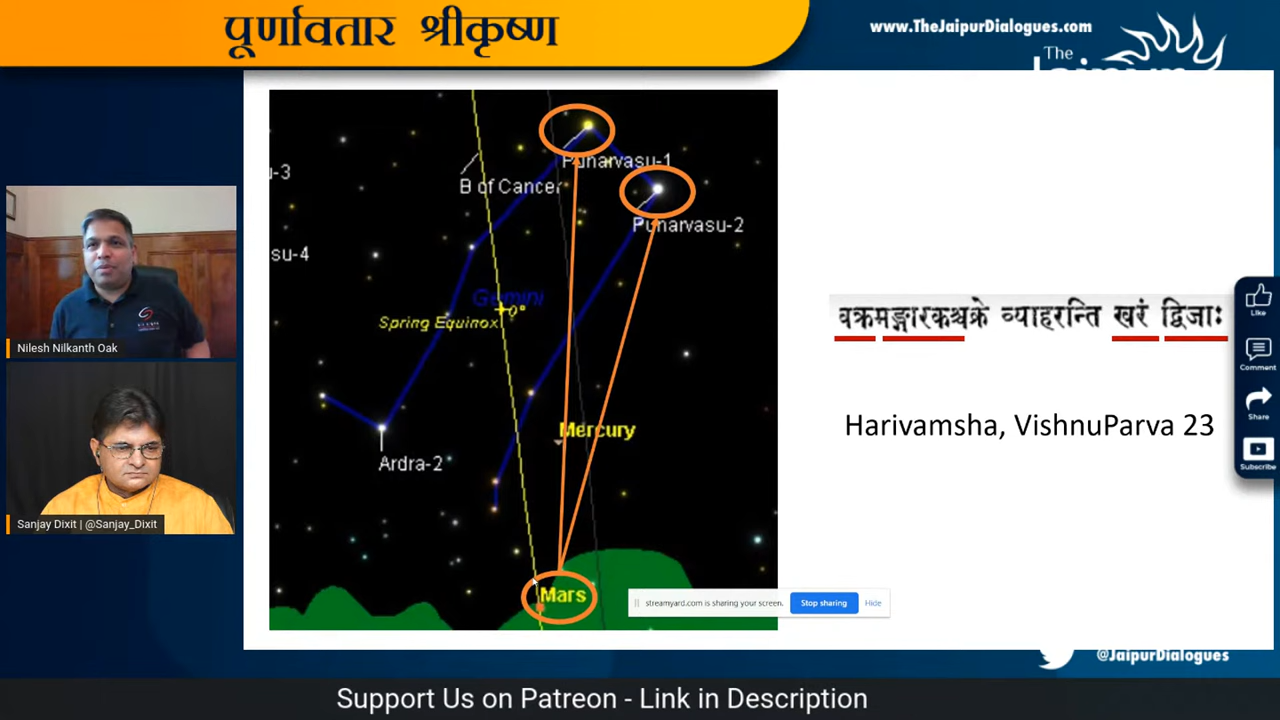 पूर्णावतार श्रीकृष्ण
www.TheJaipurDialogues.com
The
Jaipur
Punarvasu-1
B of Cancer
Punarvasu-2
u-3
su-4
Gemini
0°
Spring Equinox
Mercury
Ardra-2
Mars
वक्रमङ्गारकश्चक्रे व्याहरन्ति खरं द्विजाः
Harivamsha, VishnuParva 23
Nilesh Nilkanth Oak
Sanjay Dixit | @Sanjay_Dixit
streamyard.com is sharing your screen.
Stop sharing
Hide
Like
Comment
Share
Subscribe
@JaipurDialogues
Support Us on Patreon - Link in Description